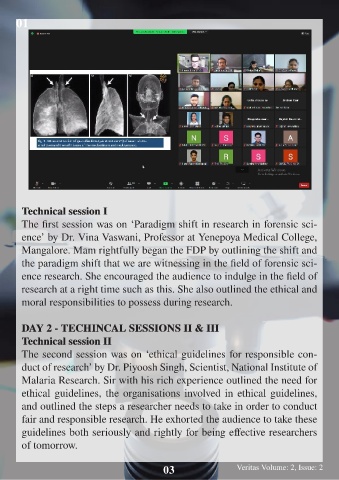 01
N
S
A
R
S
S
Technical session I
The first session was on ‘Paradigm shift in research in forensic sci-
ence’ by Dr. Vina Vaswani, Professor at Yenepoya Medical College,
Mangalore. Mam rightfully began the FDP by outlining the shift and
the paradigm shift that we are witnessing in the field of forensic sci-
ence research. She encouraged the audience to indulge in the field of
research at a right time such as this. She also outlined the ethical and
moral responsibilities to possess during research.
DAY 2 - TECHINCAL SESSIONS II & III
Technical session II
The second session was on ‘ethical guidelines for responsible con-
duct of research’ by Dr. Piyoosh Singh, Scientist, National Institute of
Malaria Research. Sir with his rich experience outlined the need for
ethical guidelines, the organisations involved in ethical guidelines,
and outlined the steps a researcher needs to take in order to conduct
fair and responsible research. He exhorted the audience to take these
guidelines both seriously and rightly for being effective researchers
of tomorrow.
03
Veritas Volume: 2, Issue: 2